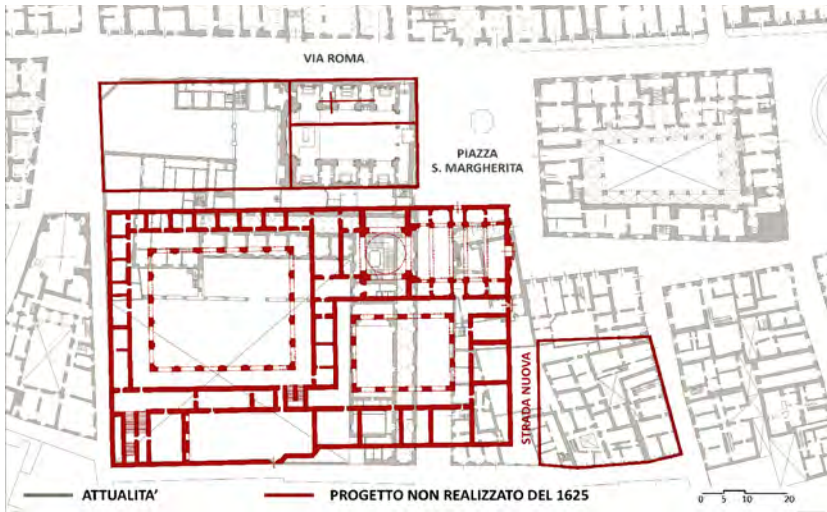 VIA ROMA
PIAZZA
S. MARGHERITA
STRADA NUOVA
ATTUALITA'
PROGETTO NON REALIZZATO DEL 1625
0 5 10 20